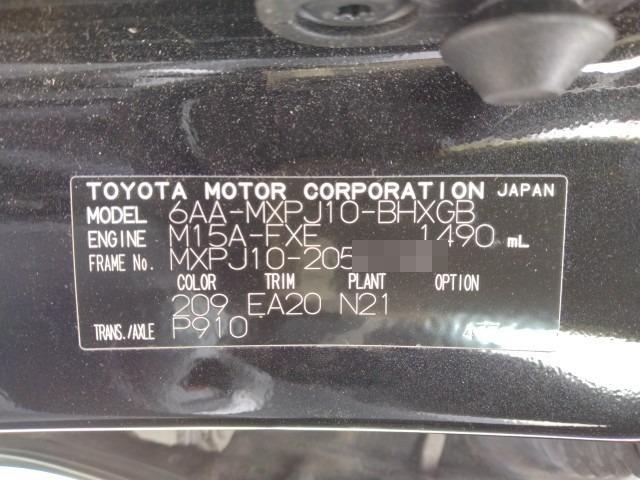 TOYOTA MOTOR CORPORATION JAPAN
MODEL 6AA-MXPJ10-BHXGB
ENGINE M15A-FXE 1490 mL
FRAME No. MXPJ10-205
COLOR TRIM PLANT OPTION
209 EA20 N21
TRANS./AXLE P910